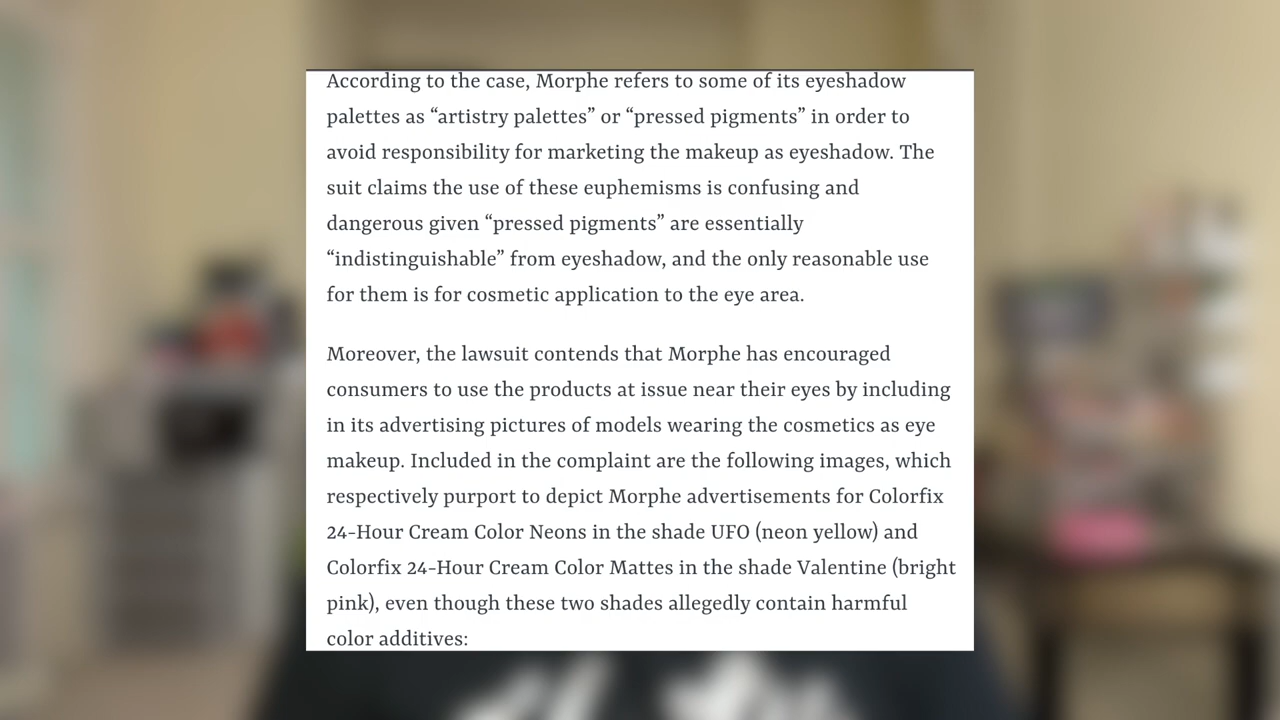 According to the case, Morphe refers to some of its eyeshadow
palettes as “artistry palettes” or “pressed pigments” in order to
avoid responsibility for marketing the makeup as eyeshadow. The
suit claims the use of these euphemisms is confusing and
dangerous given “pressed pigments” are essentially
“indistinguishable” from eyeshadow, and the only reasonable use
for them is for cosmetic application to the eye area.
Moreover, the lawsuit contends that Morphe has encouraged
consumers to use the products at issue near their eyes by including
in its advertising pictures of models wearing the cosmetics as eye
makeup. Included in the complaint are the following images, which
respectively purport to depict Morphe advertisements for Colorfix
24-Hour Cream Color Neons in the shade UFO (neon yellow) and
Colorfix 24-Hour Cream Color Mattes in the shade Valentine (bright
pink), even though these two shades allegedly contain harmful
color additives: